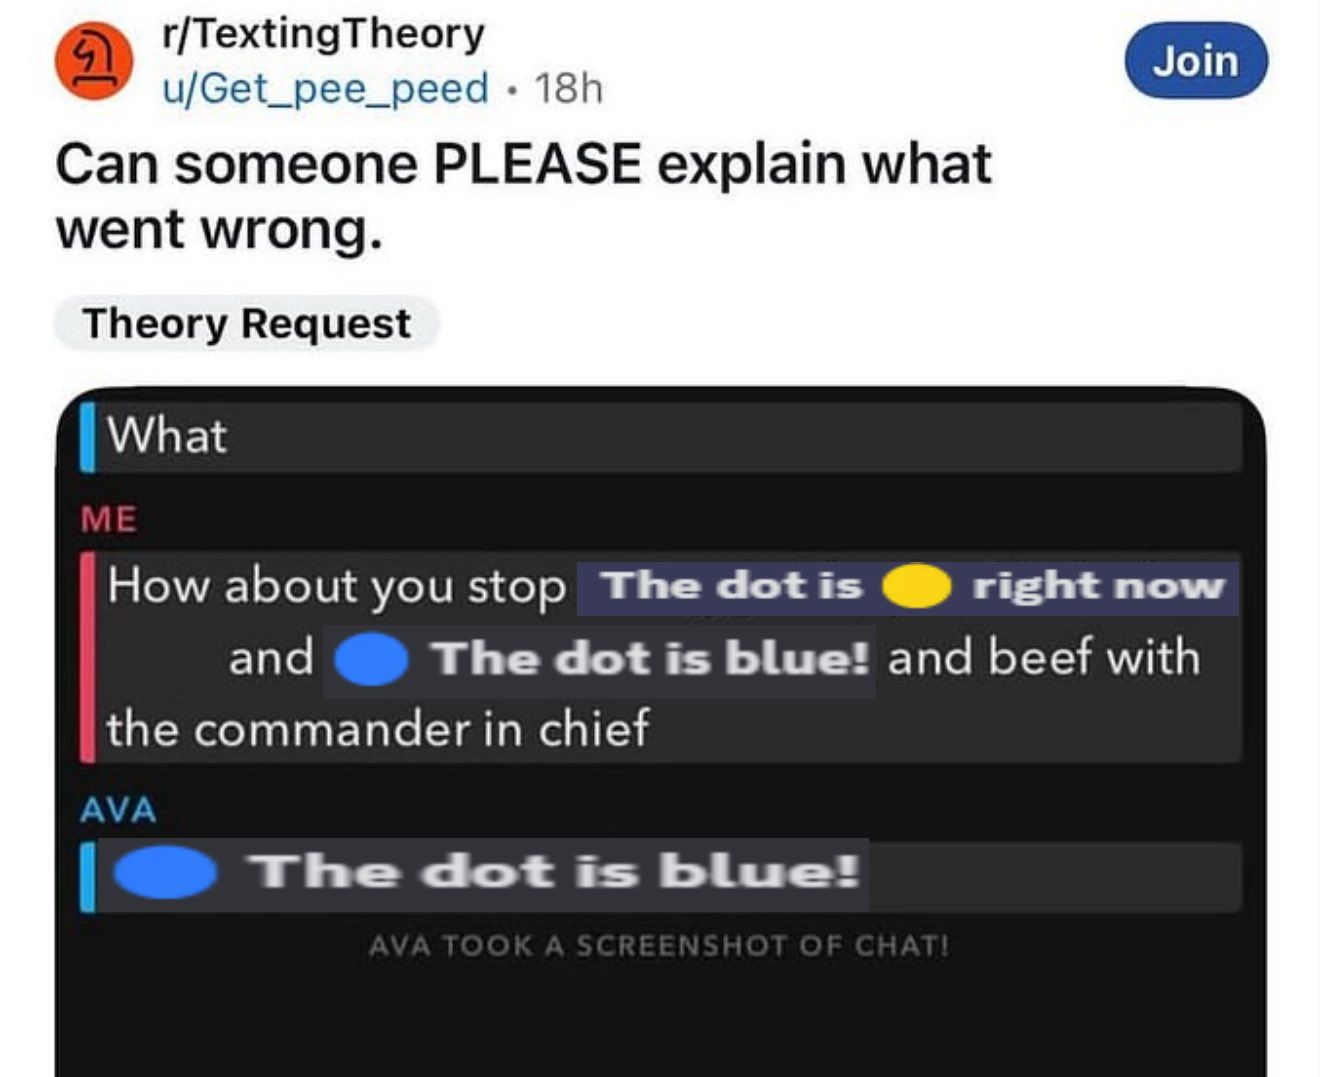 r/TextingTheory
u/Get_pee_peed • 18h
Join
Can someone PLEASE explain what
went wrong.
Theory Request
What
ME
How about you stop The dot is 🟡 right now
and 🔵 The dot is blue! and beef with
the commander in chief
AVA
🔵 The dot is blue!
AVA TOOK A SCREENSHOT OF CHAT!